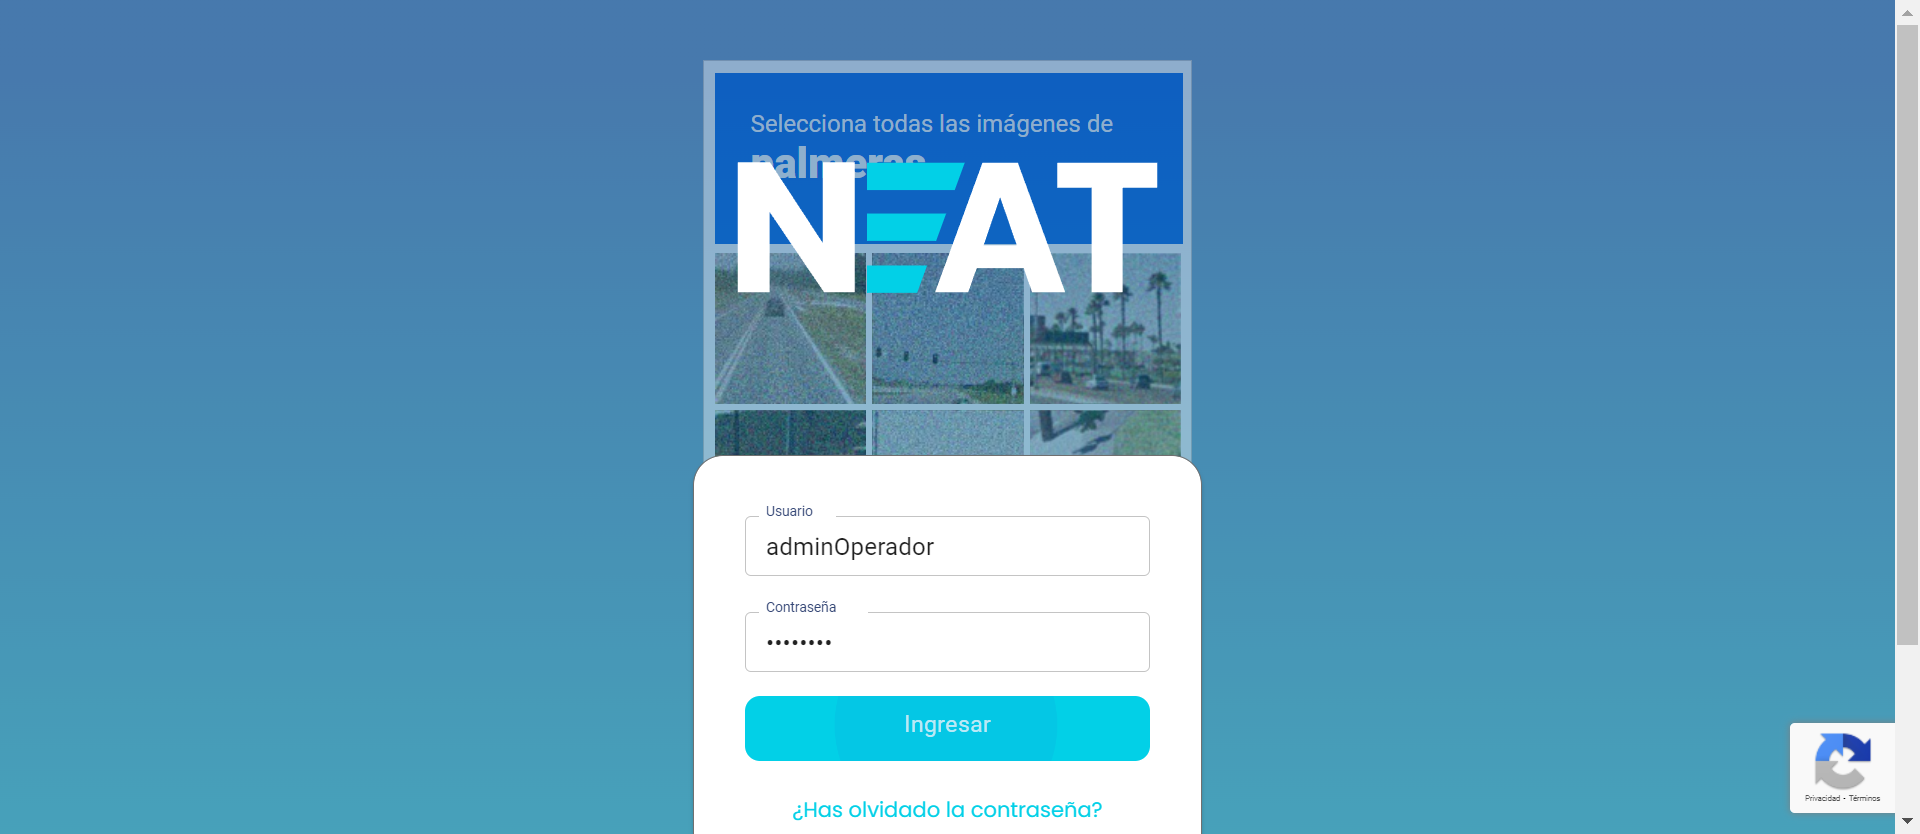 Selecciona todas las imágenes de
palmeras
NEAT
Usuario
adminOperador
Contraseña
••••••••
Ingresar
¿Has olvidado la contraseña?
Privacidad - Términos